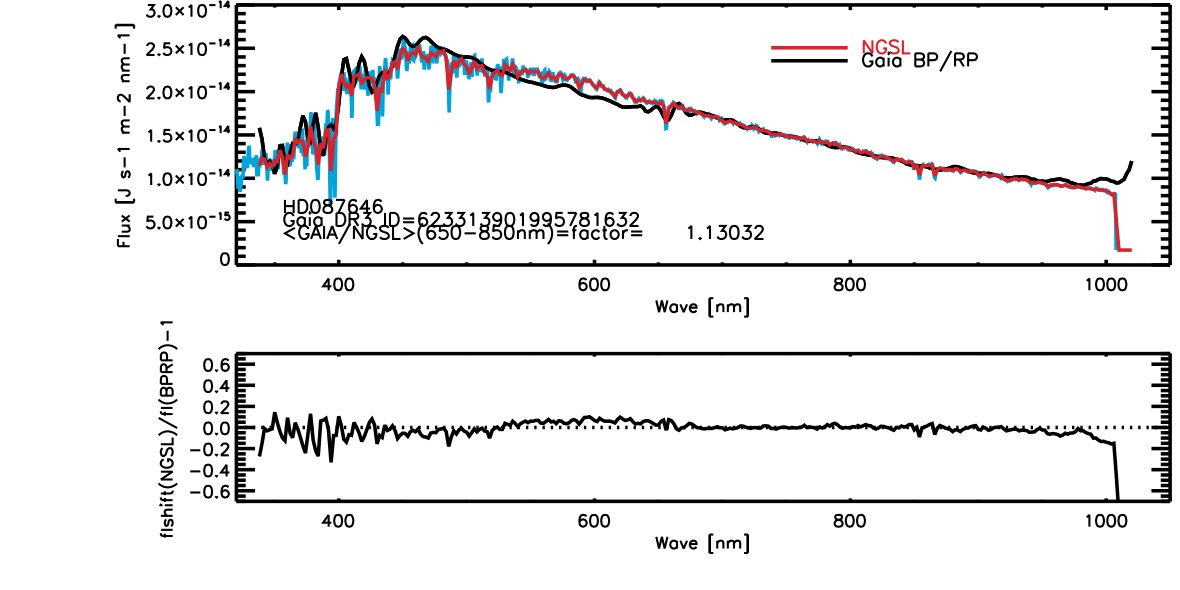 3.0×10⁻¹⁴
2.5×10⁻¹⁴
2.0×10⁻¹⁴
1.5×10⁻¹⁴
1.0×10⁻¹⁴
5.0×10⁻¹⁵
0
Flux [J s−1 m−2 nm−1]
NGSL
Gaia BP/RP
HD087646
Gaia DR3 ID=623313901995781632
<GAIA/NGSL>(650−850nm)=factor= 1.13032
400 600 800 1000
Wave [nm]
0.6
0.4
0.2
0.0
−0.2
−0.4
−0.6
flshift(NGSL)/fl(BPRP)−1
400 600 800 1000
Wave [nm]